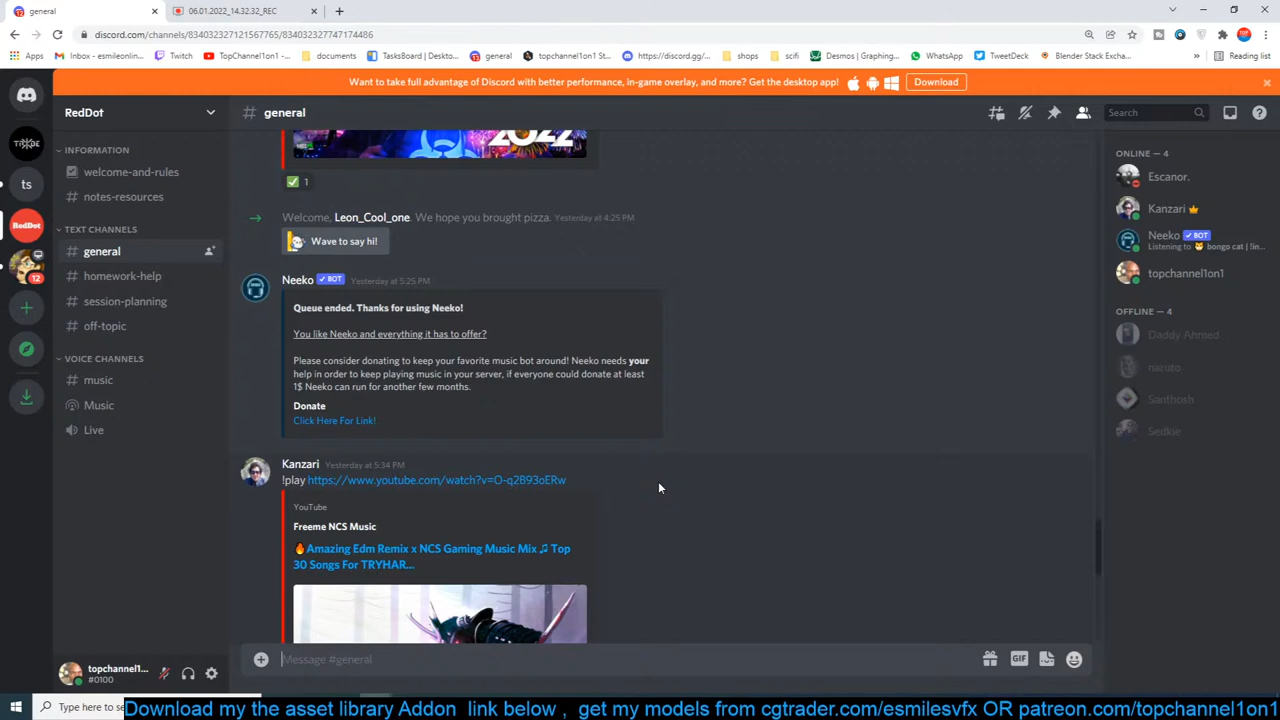 general
06.01.2022_14.32.32_REC
discord.com/channels/834032327121567765/834032327747174486
Apps
Inbox - esmileonline...
Twitch
TopChannel1on1 - Y...
documents
TasksBoard | Deskto...
general
topchannel1on1 St...
https://discord.gg/...
shops
scifi
Desmos | Graphing...
WhatsApp
TweetDeck
Blender Stack Excha...
Reading list
Want to take full advantage of Discord with better performance, in-game overlay, and more? Get the desktop app!
Download
RedDot
general
Search
INFORMATION
welcome-and-rules
notes-resources
TEXT CHANNELS
general
homework-help
session-planning
off-topic
VOICE CHANNELS
music
Music
Live
ts
RedDot
12
2022
1
Welcome, Leon_Cool_one. We hope you brought pizza. Yesterday at 4:25 PM
Wave to say hi!
Neeko BOT Yesterday at 5:25 PM
Queue ended. Thanks for using Neeko!
You like Neeko and everything it has to offer?
Please consider donating to keep your favorite music bot around! Neeko needs your
help in order to keep playing music in your server, if everyone could donate at least
1$ Neeko can run for another few months.
Donate
Click Here For Link!
Kanzari Yesterday at 5:34 PM
!play https://www.youtube.com/watch?v=O-q2B93oERw
YouTube
Freeme NCS Music
🔥Amazing Edm Remix x NCS Gaming Music Mix ♫ Top
30 Songs For TRYHAR...
Message #general
GIF
ONLINE — 4
Escanor.
Kanzari
Neeko BOT
Listening to 🐱 bongo cat | !in...
topchannel1on1
OFFLINE — 4
Daddy Ahmed
naruto
Santhosh
Sedkie
topchannel1...
#0100
Type here to se
Download my the asset library Addon link below , get my models from cgtrader.com/esmilesvfx OR patreon.com/topchannel1on1